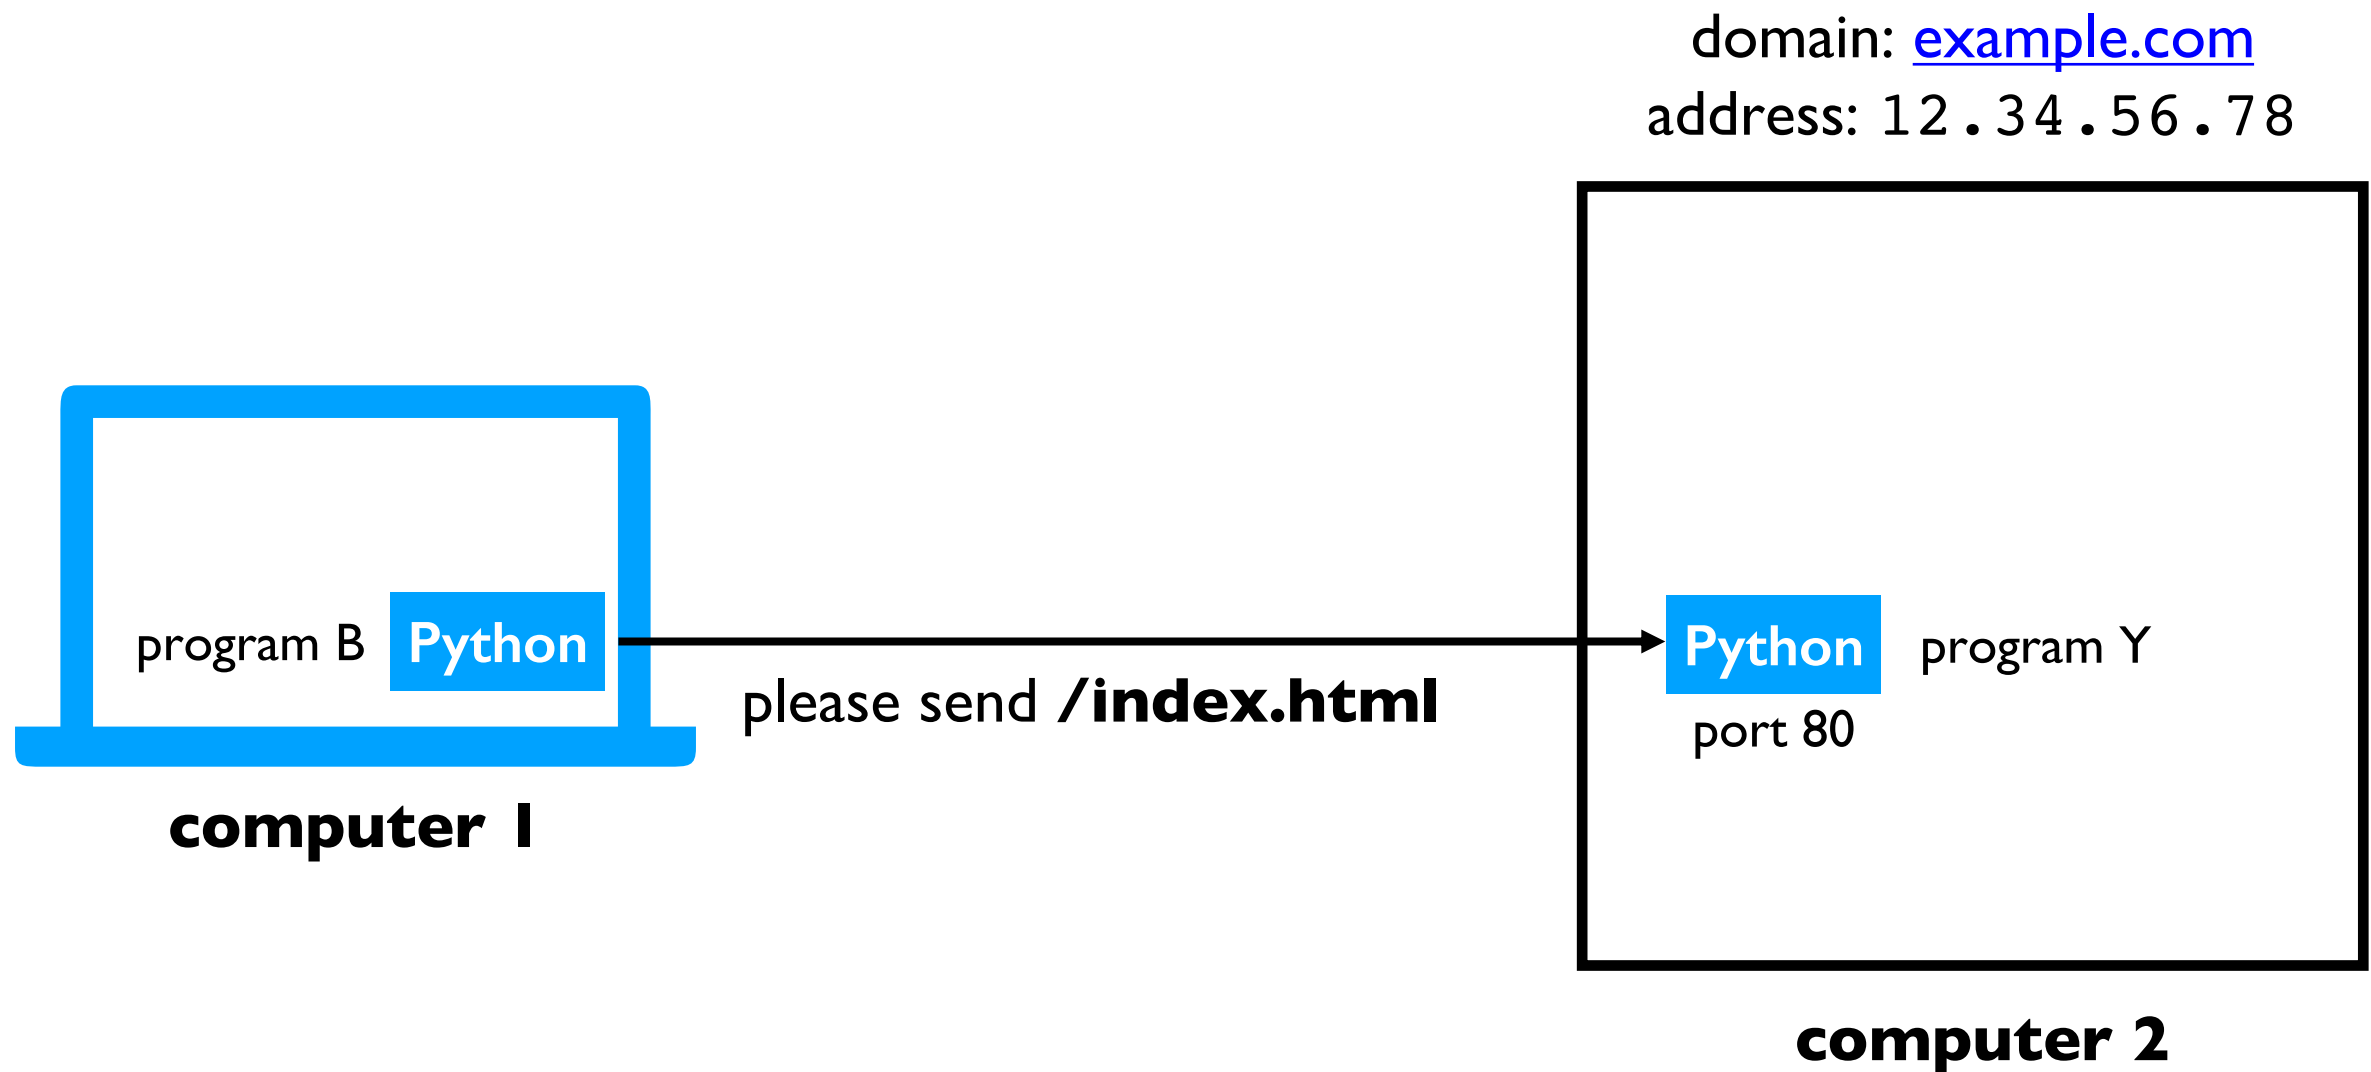 domain: example.com
address: 12.34.56.78
program B Python
please send /index.html
Python program Y
port 80
computer 1
computer 2